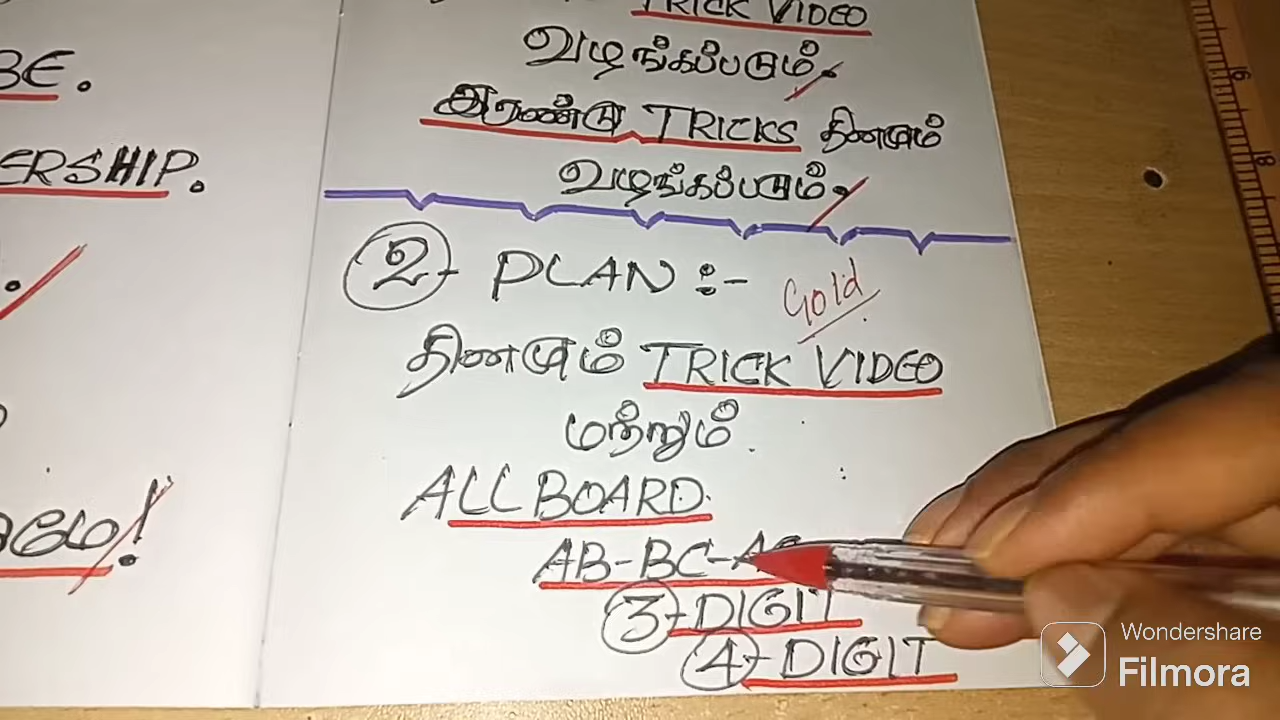 BE.
ERSHIP.
TRICK VIDEO
வழங்கப்படும்.
இரண்டு TRICKS தினமும்
வழங்கப்படும்.
2- PLAN :-
Gold
தினமும் TRICK VIDEO
மற்றும்.
ALL BOARD.
AB-BC-A
3-DIGIT
4-DIGIT
Wondershare
Filmora